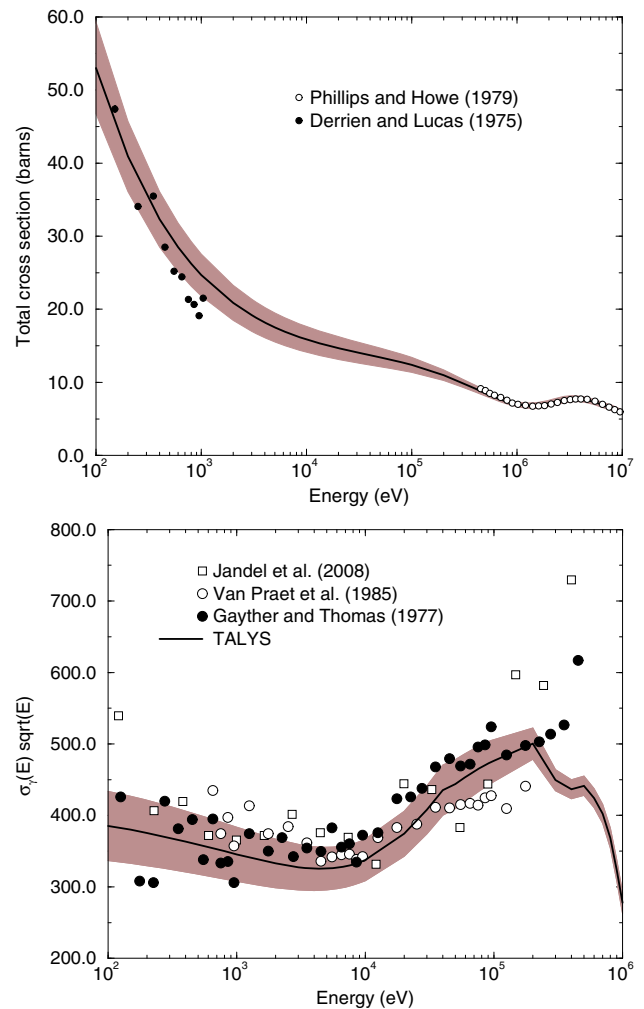 60.0
50.0
40.0
30.0
20.0
10.0
0.0
Total cross section (barns)
Phillips and Howe (1979)
Derrien and Lucas (1975)
10^2 10^3 10^4 10^5 10^6 10^7
Energy (eV)
800.0
700.0
600.0
500.0
400.0
300.0
200.0
σγ(E) sqrt(E)
Jandel et al. (2008)
Van Praet et al. (1985)
Gayther and Thomas (1977)
TALYS
10^2 10^3 10^4 10^5 10^6
Energy (eV)